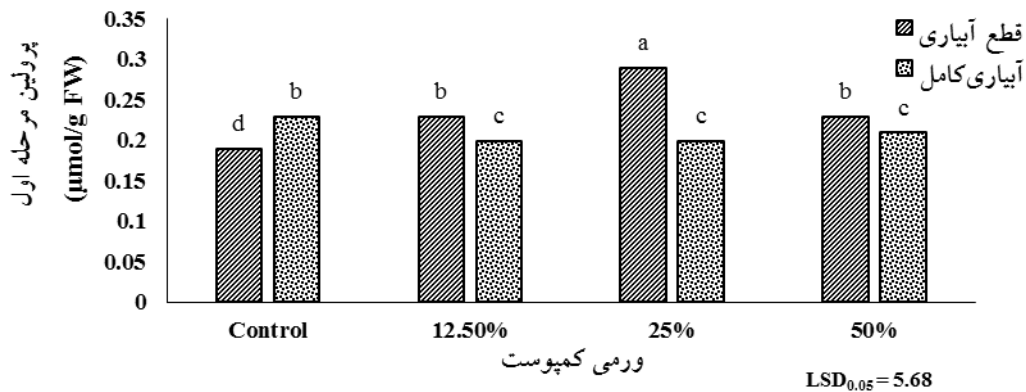 پرولین مرحله اول
(μmol/g FW)
0.35
0.3
0.25
0.2
0.15
0.1
0.05
0
قطع آبیاری
آبیاری کامل
d
b
b
c
a
c
b
c
Control
12.50%
25%
50%
ورمی کمپوست
LSD0.05 = 5.68